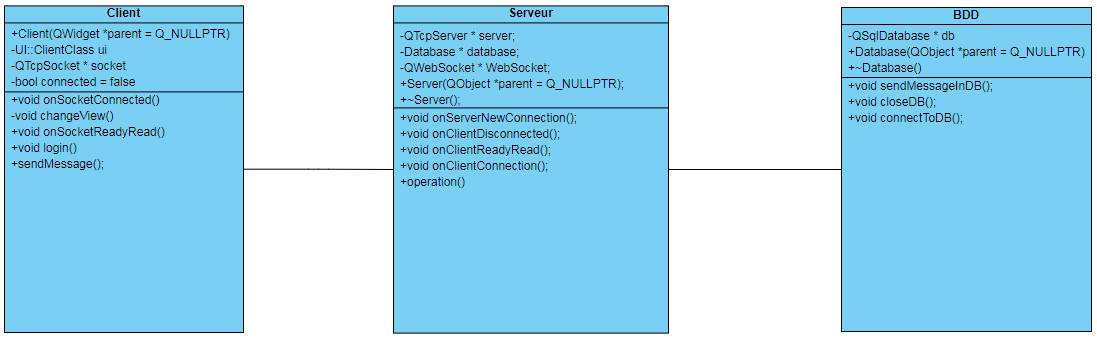 Client
+Client(QWidget *parent = Q_NULLPTR)
-UI::ClientClass ui
-QTcpSocket * socket
-bool connected = false
+void onSocketConnected()
-void changeView()
+void onSocketReadyRead()
+void login()
+sendMessage();
Serveur
-QTcpServer * server;
-Database * database;
-QWebSocket * WebSocket;
+Server(QObject *parent = Q_NULLPTR);
+~Server();
+void onServerNewConnection();
+void onClientDisconnected();
+void onClientReadyRead();
+void onClientConnection();
+operation()
BDD
-QSqlDatabase * db
+Database(QObject *parent = Q_NULLPTR)
+~Database()
+void sendMessageInDB();
+void closeDB();
+void connectToDB();